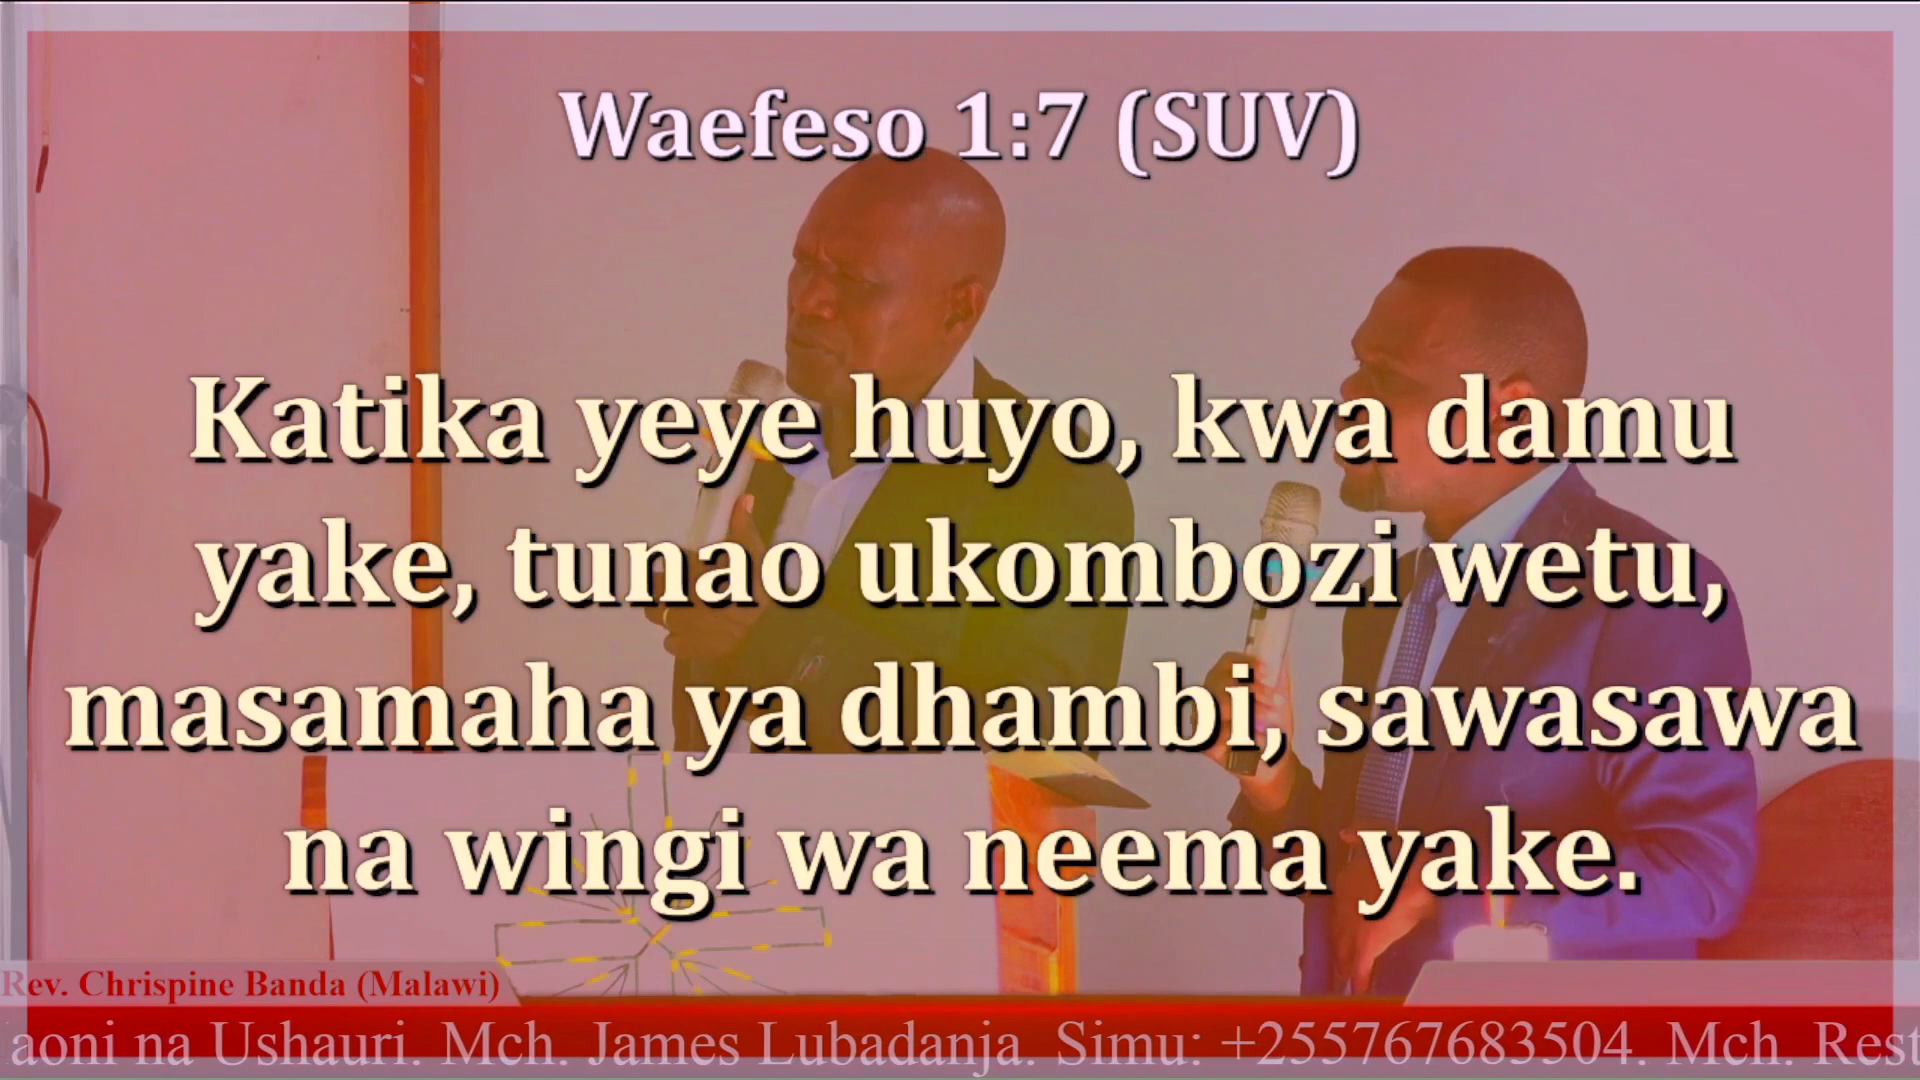 Waefeso 1:7 (SUV)
Katika yeye huyo, kwa damu
yake, tunao ukombozi wetu,
masamaha ya dhambi, sawasawa
na wingi wa neema yake.
Rev. Chrispine Banda (Malawi)
aoni na Ushauri. Mch. James Lubadanja. Simu: +255767683504. Mch. Rest